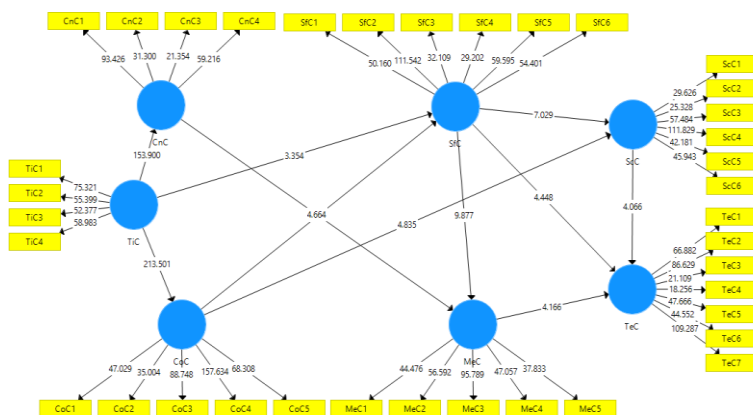 CnC1
CnC2
CnC3
CnC4
SfC1
SfC2
SfC3
SfC4
SfC5
SfC6
93.426
31.300
21.354
59.216
50.160
111.542
32.109
29.202
59.595
54.401
ScC1
ScC2
ScC3
ScC4
ScC5
ScC6
29.626
25.328
57.484
111.829
42.181
45.943
CnC
SfC
7.029
ScC
153.900
3.354
TiC1
TiC2
TiC3
TiC4
75.321
55.399
52.377
58.983
TiC
4.664
4.835
9.877
4.448
4.066
213.501
TeC1
TeC2
TeC3
TeC4
TeC5
TeC6
TeC7
66.882
86.629
21.109
18.256
47.666
44.552
109.287
4.166
TeC
CoC
MeC
47.029
35.004
88.748
157.634
68.308
44.476
56.592
95.789
47.057
37.833
CoC1
CoC2
CoC3
CoC4
CoC5
MeC1
MeC2
MeC3
MeC4
MeC5